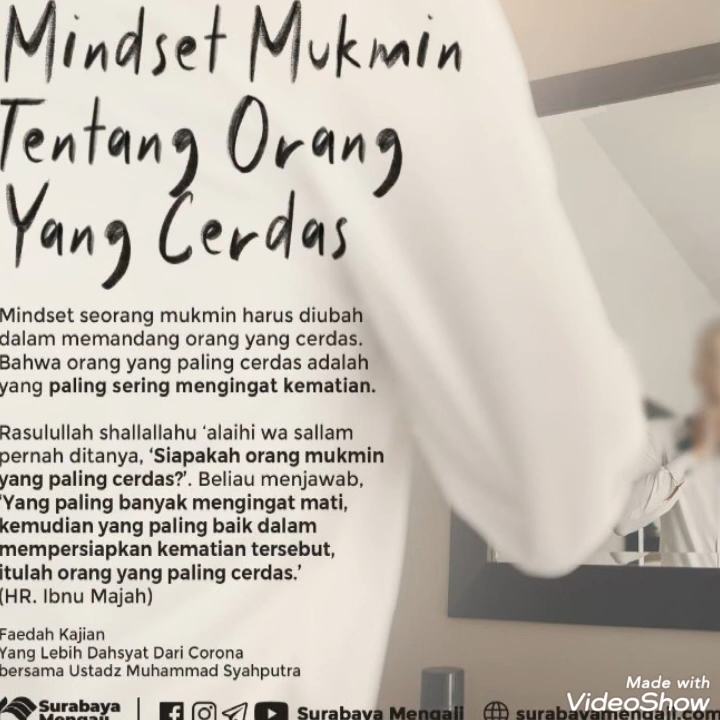 Mindset Mukmin
Tentang Orang
Yang Cerdas
Mindset seorang mukmin harus diubah
dalam memandang orang yang cerdas.
Bahwa orang yang paling cerdas adalah
yang paling sering mengingat kematian.
Rasulullah shallallahu ‘alaihi wa sallam
pernah ditanya, ‘Siapakah orang mukmin
yang paling cerdas?’. Beliau menjawab,
‘Yang paling banyak mengingat mati,
kemudian yang paling baik dalam
mempersiapkan kematian tersebut,
itulah orang yang paling cerdas.’
(HR. Ibnu Majah)
Faedah Kajian
Yang Lebih Dahsyat Dari Corona
bersama Ustadz Muhammad Syahputra
Surabaya
Mengaji
Surabaya Mengaji
surabayamengaji.com
Made with
VideoShow